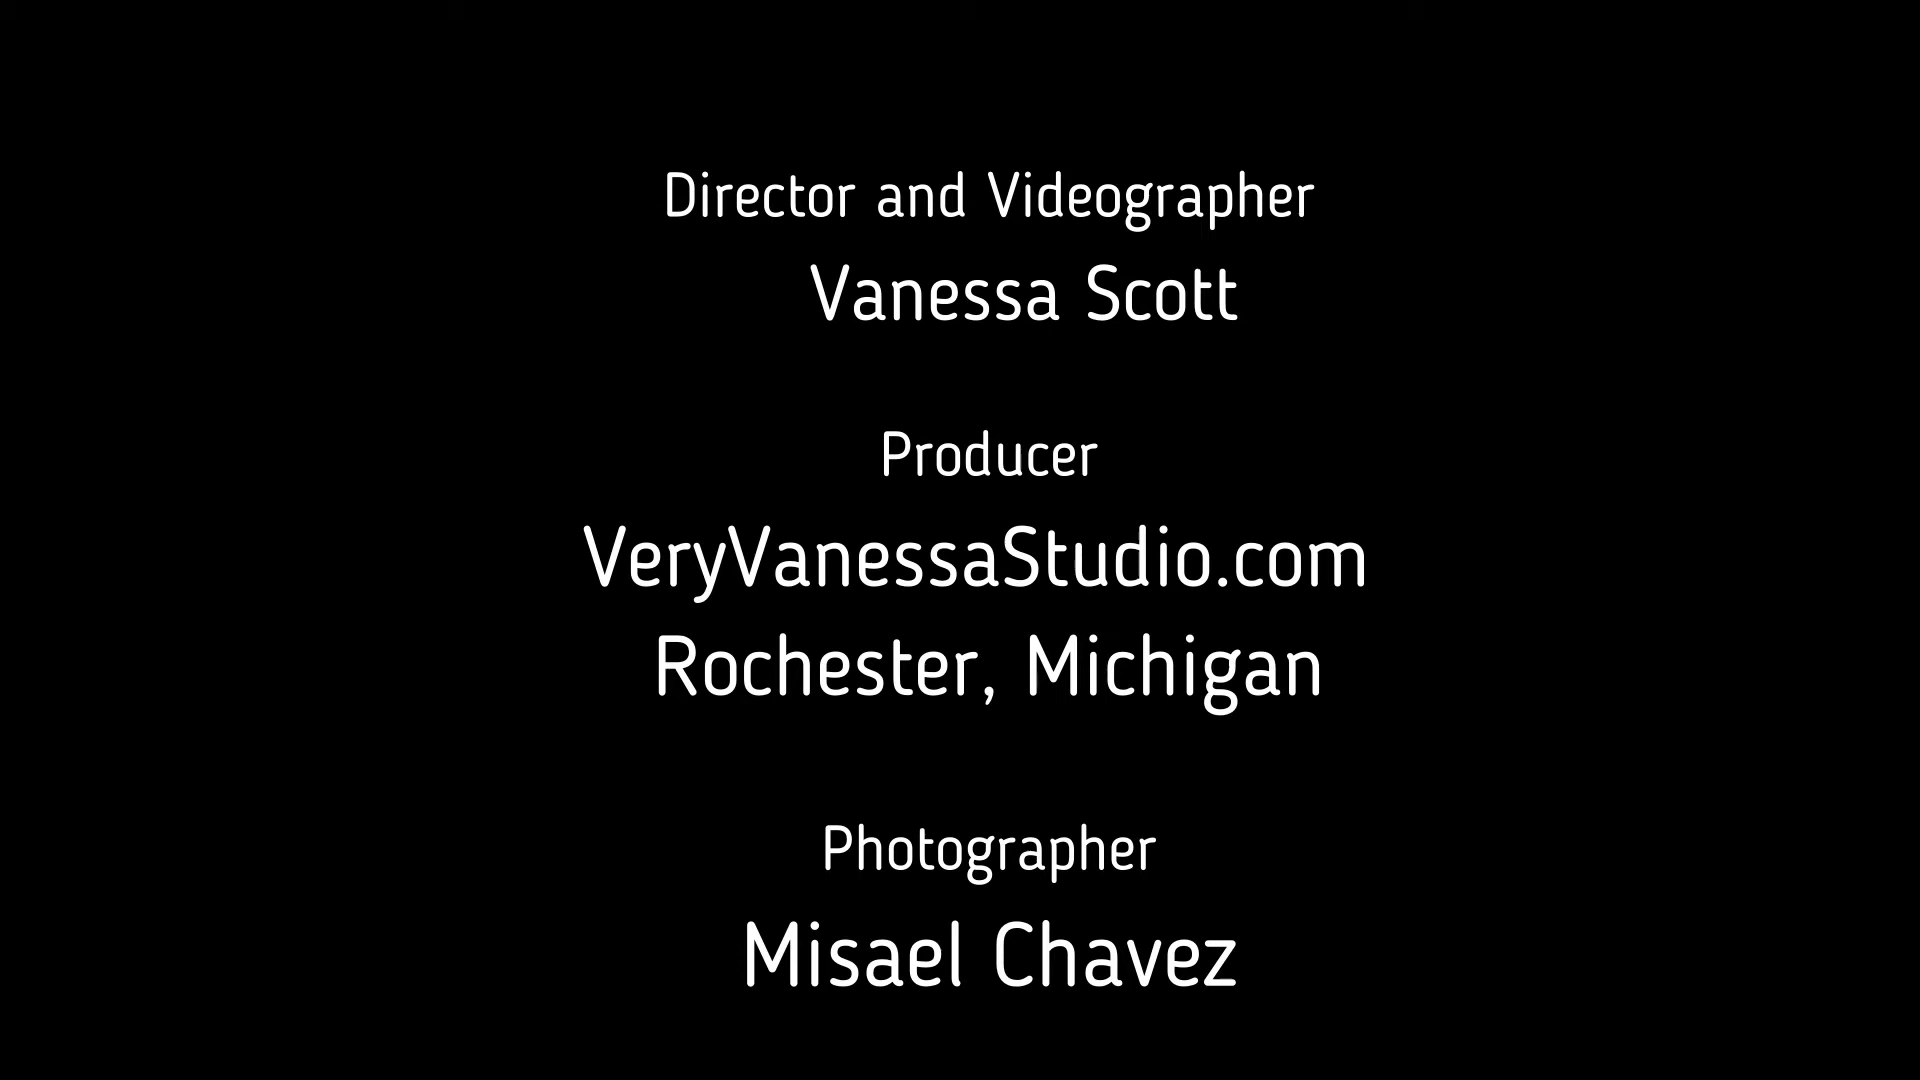 Director and Videographer
Vanessa Scott
Producer
VeryVanessaStudio.com
Rochester, Michigan
Photographer
Misael Chavez